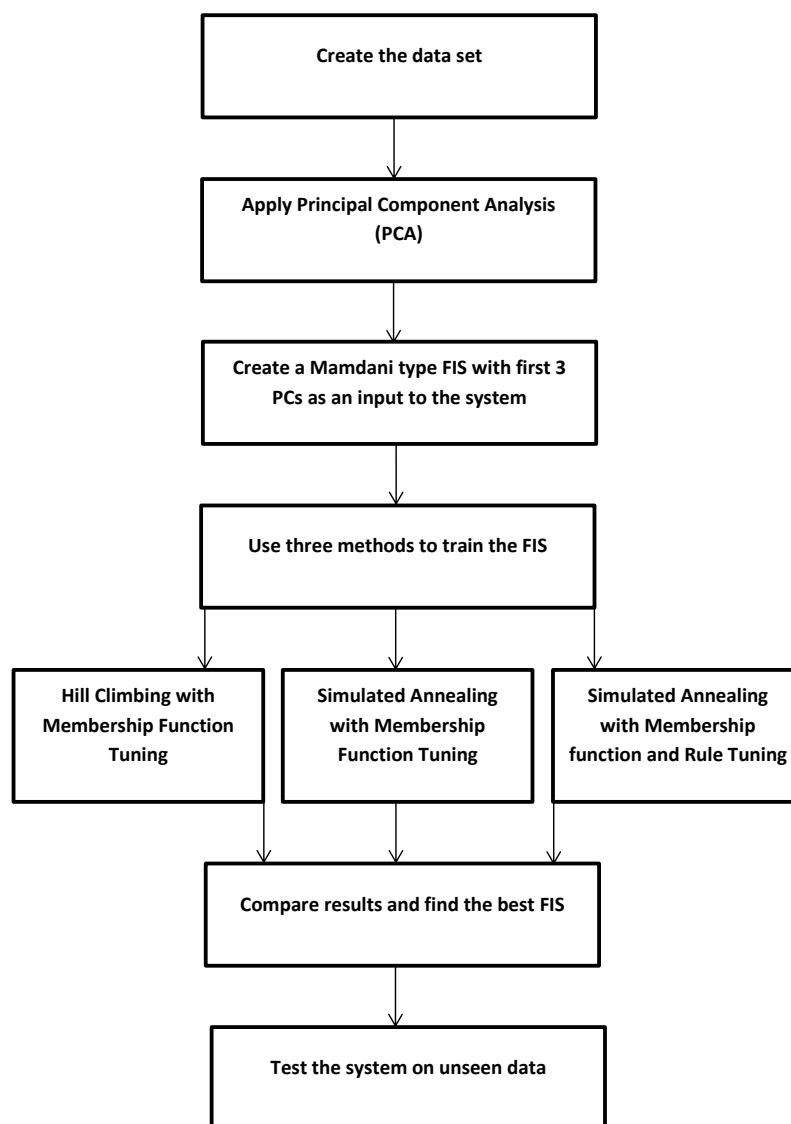 Create the data set
Apply Principal Component Analysis
(PCA)
Create a Mamdani type FIS with first 3
PCs as an input to the system
Use three methods to train the FIS
Hill Climbing with
Membership Function
Tuning
Simulated Annealing
with Membership
Function Tuning
Simulated Annealing
with Membership
function and Rule Tuning
Compare results and find the best FIS
Test the system on unseen data